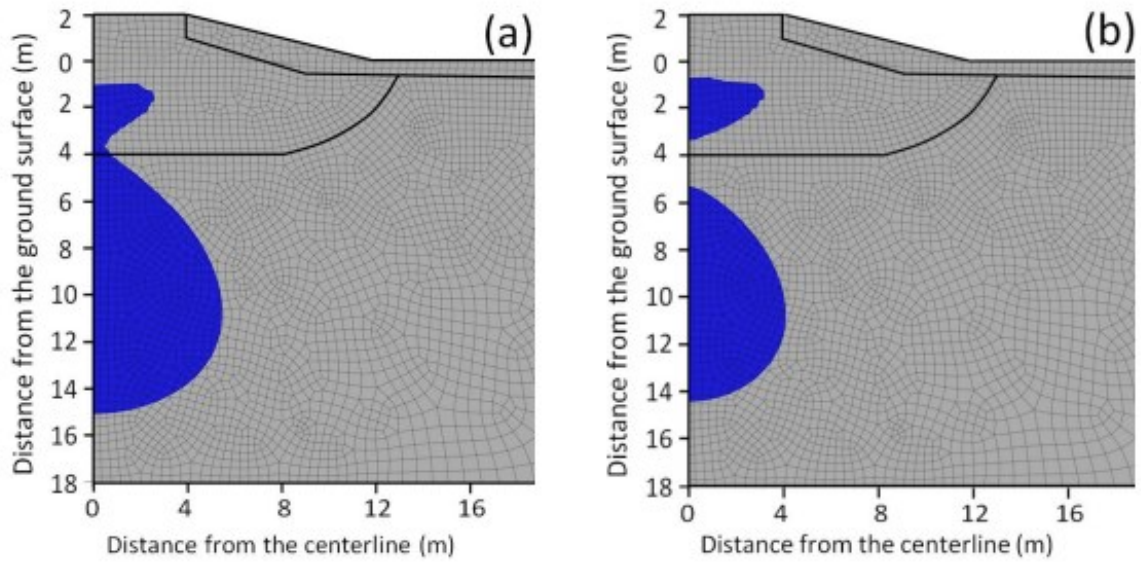 (a)
Distance from the ground surface (m)
2
0
2
4
6
8
10
12
14
16
18
0 4 8 12 16
Distance from the centerline (m)
(b)
Distance from the ground surface (m)
2
0
2
4
6
8
10
12
14
16
18
0 4 8 12 16
Distance from the centerline (m)